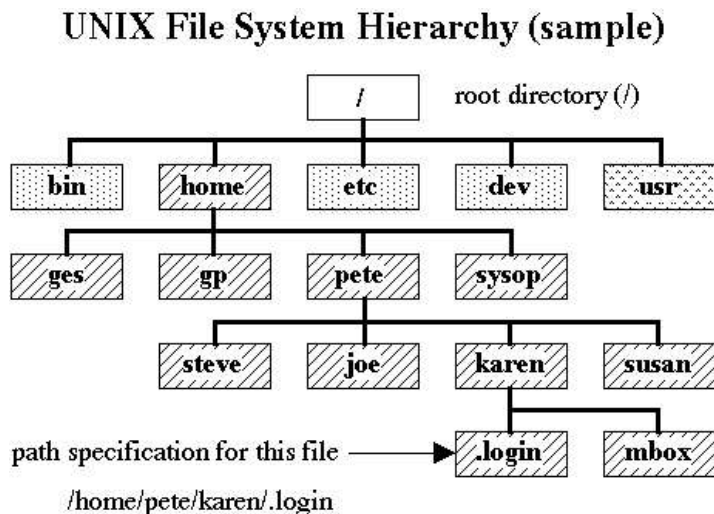 UNIX File System Hierarchy (sample)
/ root directory (/)
bin home etc dev usr
ges gp pete sysop
steve joe karen susan
path specification for this file .login mbox
/home/pete/karen/.login